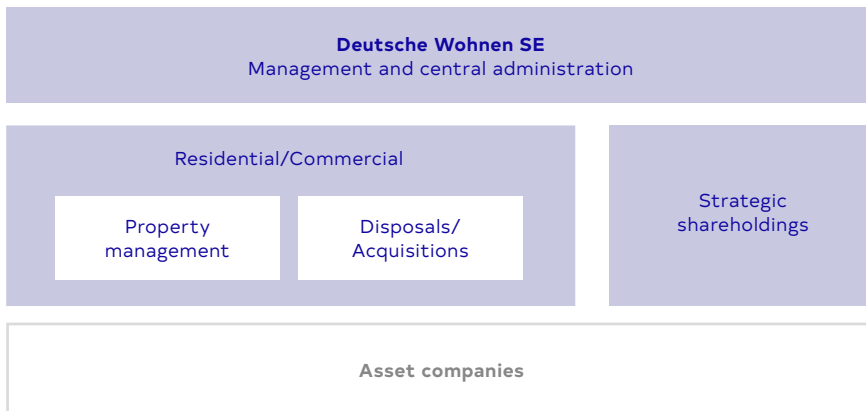 Deutsche Wohnen SE
Management and central administration
Residential/Commercial
Property
management
Disposals/
Acquisitions
Strategic
shareholdings
Asset companies